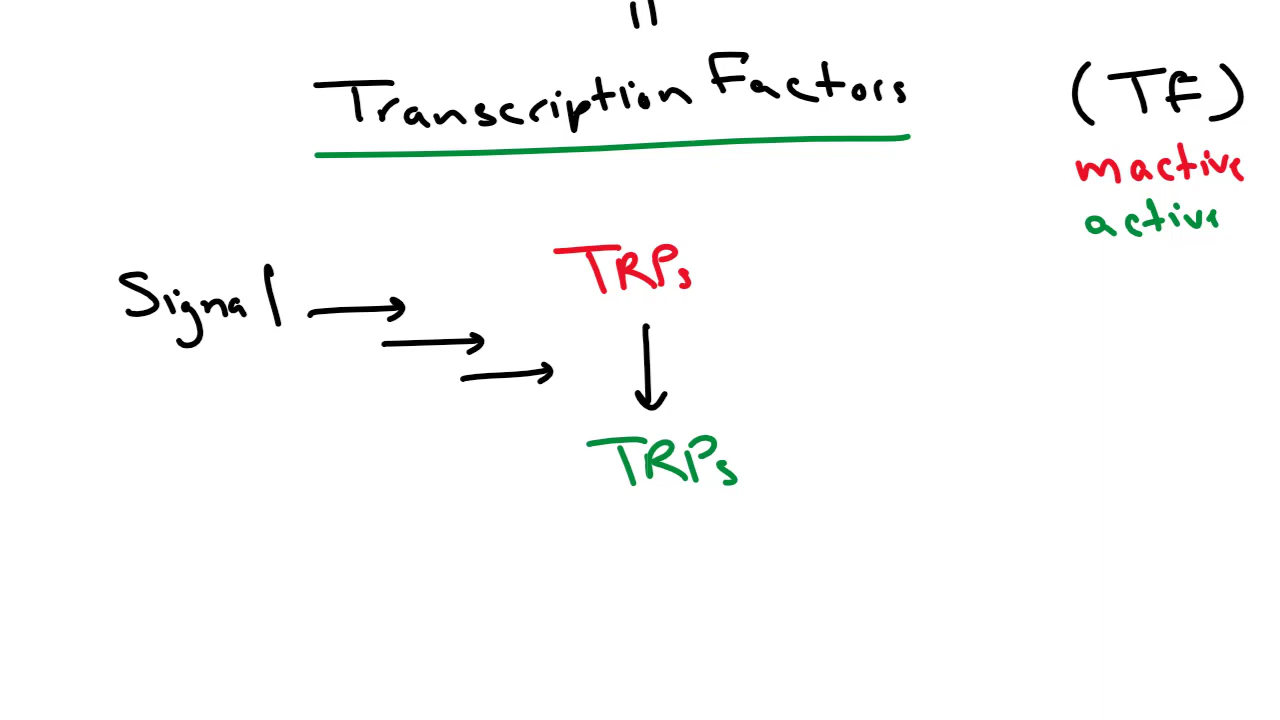 Transcription Factors (TF)
inactive
active
TRPs
Signal
TRPs